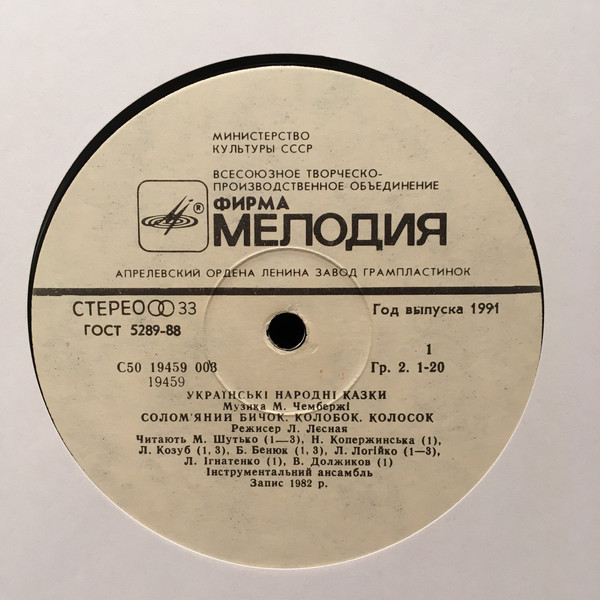 МИНИСТЕРСТВО
КУЛЬТУРЫ СССР
ВСЕСОЮЗНОЕ ТВОРЧЕСКО-
ПРОИЗВОДСТВЕННОЕ ОБЪЕДИНЕНИЕ
®
ФИРМА
МЕЛОДИЯ
АПРЕЛЕВСКИЙ ОРДЕНА ЛЕНИНА ЗАВОД ГРАМПЛАСТИНОК
СТЕРЕО 33
Год выпуска 1991
ГОСТ 5289-88
1
С50 19459 008
Гр. 2. 1-20
19459
УКРАЇНСЬКІ НАРОДНІ КАЗКИ
Музика М. Чембержі
СОЛОМ'ЯНИЙ БИЧОК. КОЛОБОК. КОЛОСОК
Режисер Л. Лєсная
Читають М. Шутько (1—3), Н. Копержинська (1),
Л. Козуб (1, 3), Б. Бенюк (1, 3), Л. Логійко (1—3),
Л. Ігнатенко (1), В. Должиков (1)
Інструментальний ансамбль
Запис 1982 р.